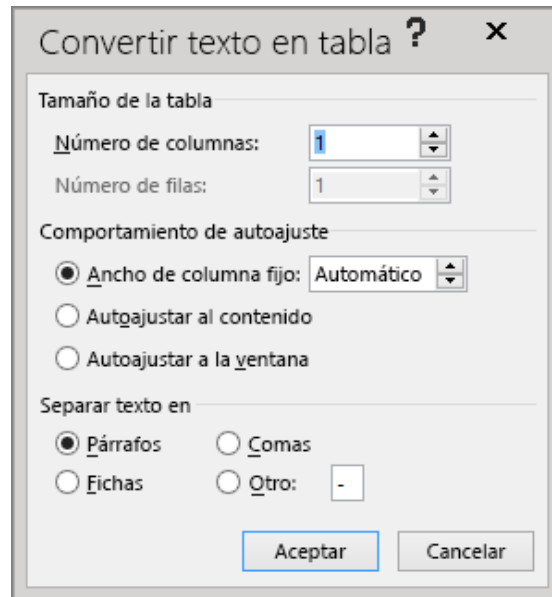 Convertir texto en tabla ? ×
Tamaño de la tabla
Número de columnas: 1
Número de filas: 1
Comportamiento de autoajuste
Ancho de columna fijo: Automático
Autoajustar al contenido
Autoajustar a la ventana
Separar texto en
Párrafos Comas
Fichas Otro: -
Aceptar Cancelar